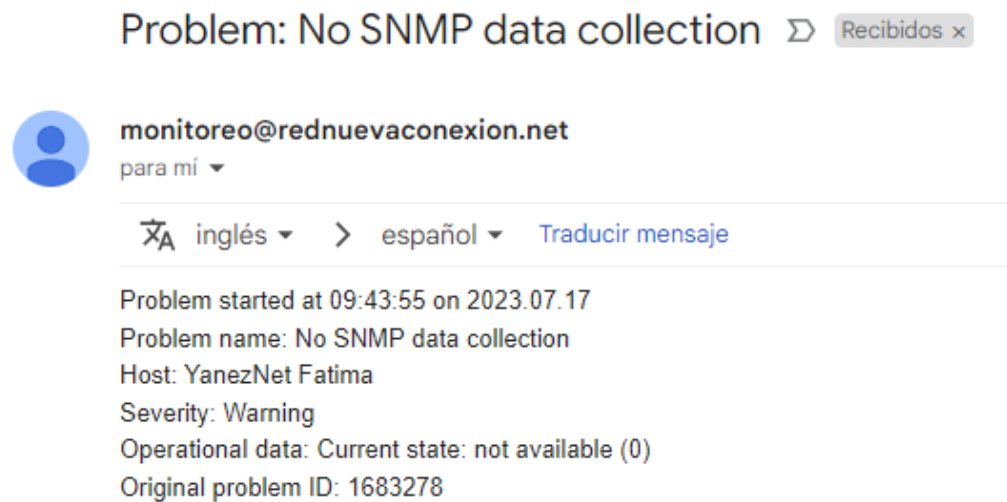 Problem: No SNMP data collection Recibidos ×
monitoreo@rednuevaconexion.net
para mí
inglés español Traducir mensaje
Problem started at 09:43:55 on 2023.07.17
Problem name: No SNMP data collection
Host: YanezNet Fatima
Severity: Warning
Operational data: Current state: not available (0)
Original problem ID: 1683278